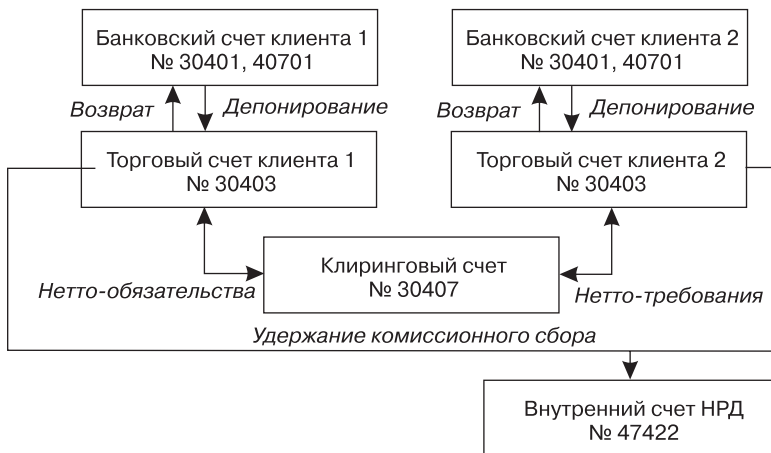 Банковский счет клиента 1
№ 30401, 40701
Банковский счет клиента 2
№ 30401, 40701
Возврат
Депонирование
Возврат
Депонирование
Торговый счет клиента 1
№ 30403
Торговый счет клиента 2
№ 30403
Клиринговый счет
№ 30407
Нетто-обязательства
Нетто-требования
Удержание комиссионного сбора
Внутренний счет НРД
№ 47422